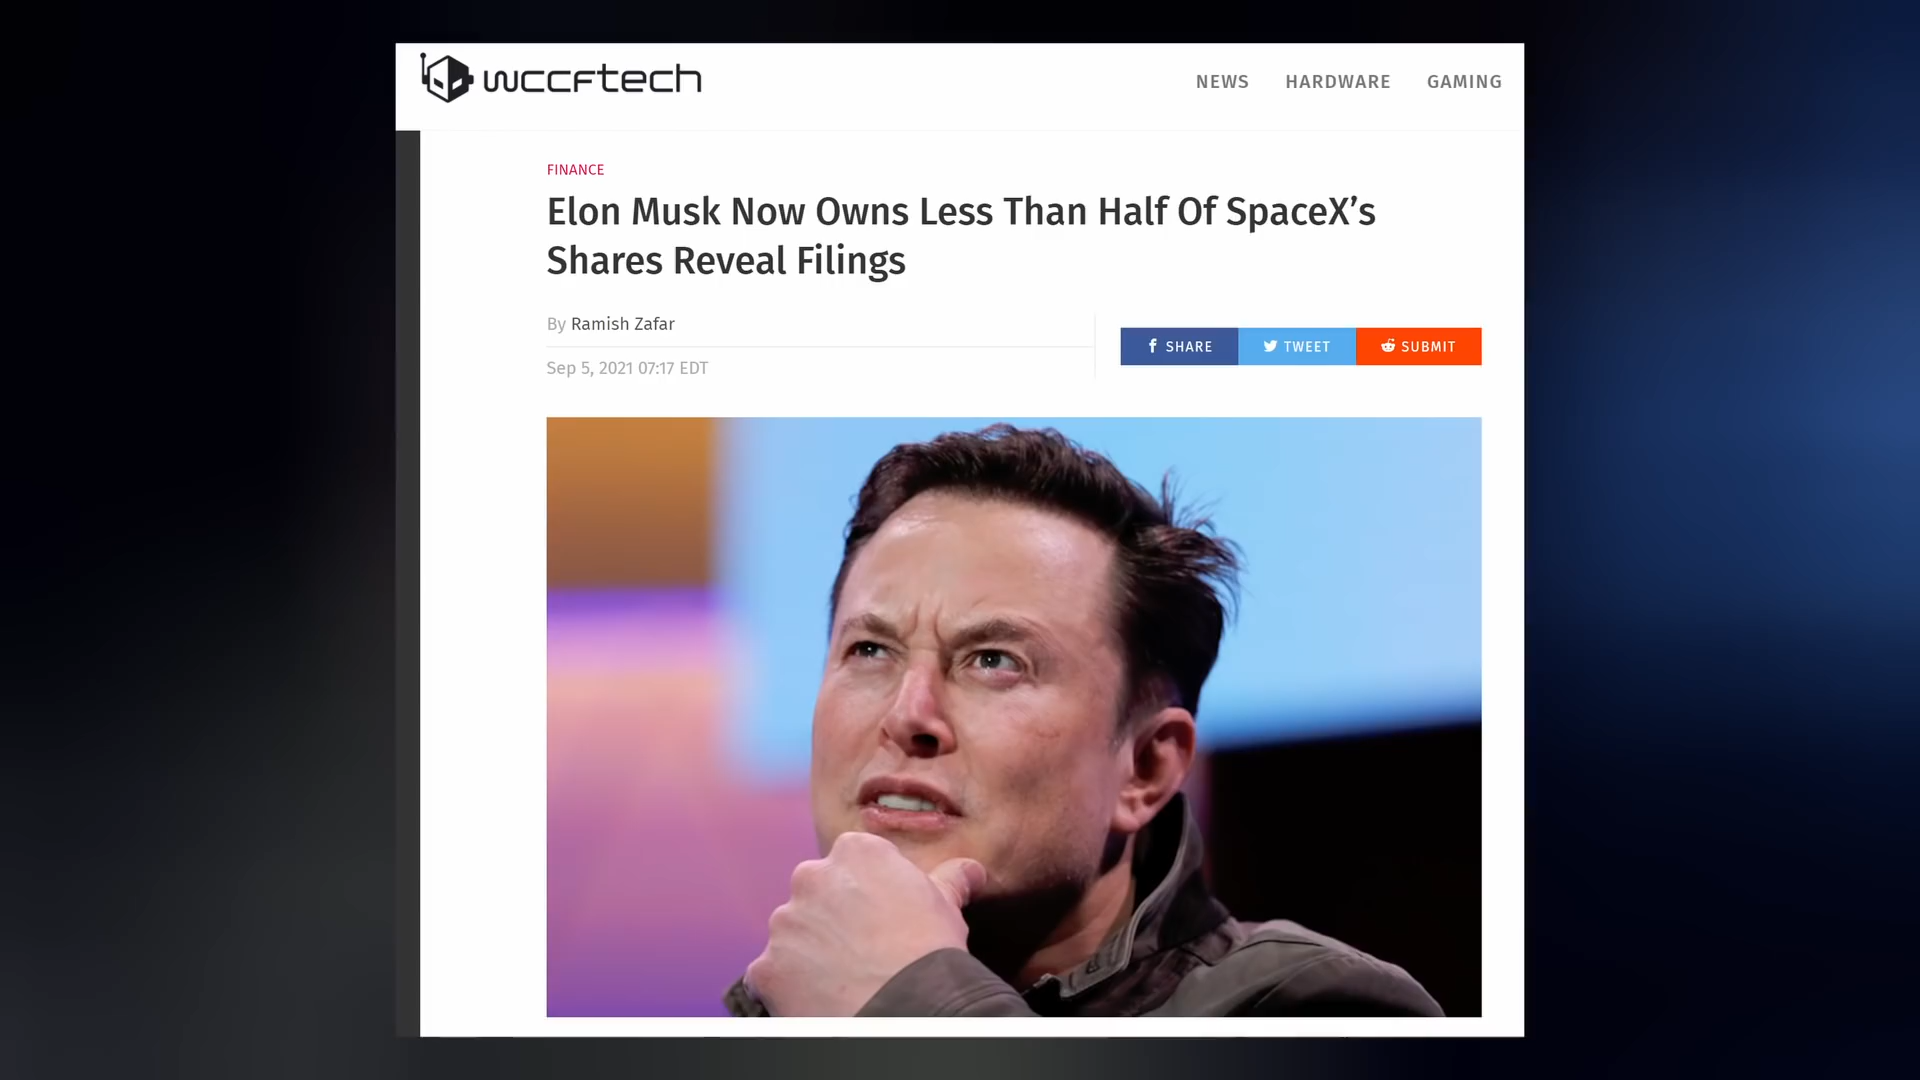 wccftech
NEWS HARDWARE GAMING
FINANCE
Elon Musk Now Owns Less Than Half Of SpaceX’s
Shares Reveal Filings
By Ramish Zafar
SHARE TWEET SUBMIT
Sep 5, 2021 07:17 EDT